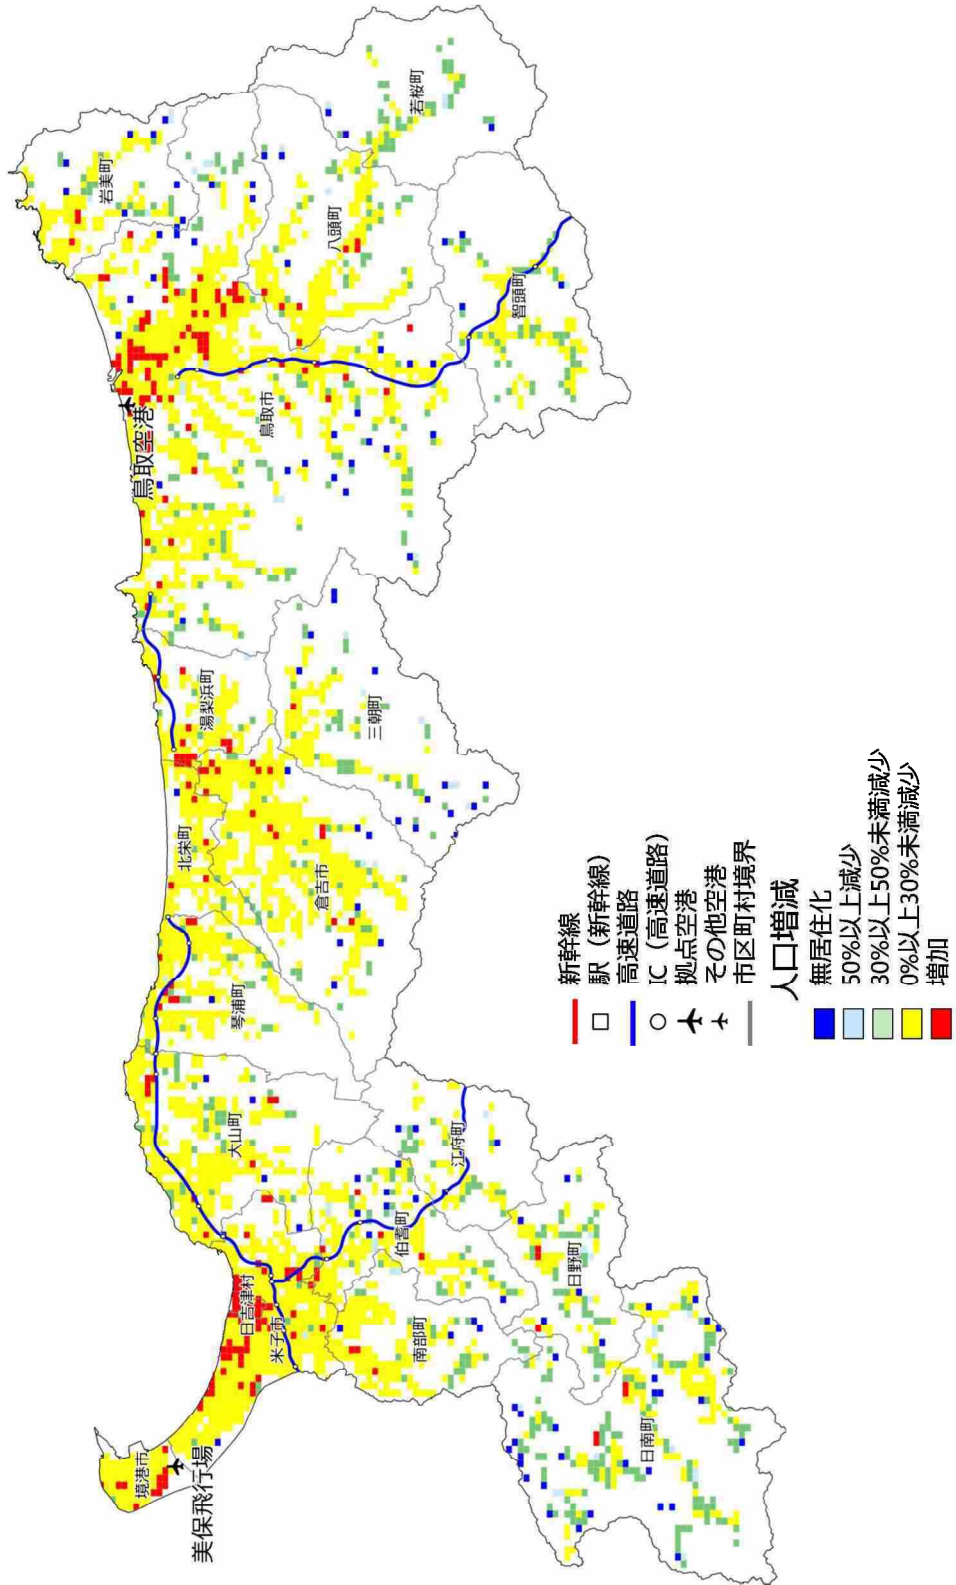 境港市
美保飛行場
日吉津村
米子市
南部町
伯耆町
大山町
江府町
日野町
日南町
琴浦町
北栄町
倉吉市
湯梨浜町
三朝町
鳥取空港
鳥取市
岩美町
八頭町
若桜町
智頭町
新幹線
駅（新幹線）
高速道路
IC（高速道路）
拠点空港
その他空港
市区町村境界
人口増減
無居住化
50%以上減少
30%以上50%未満減少
0%以上30%未満減少
増加